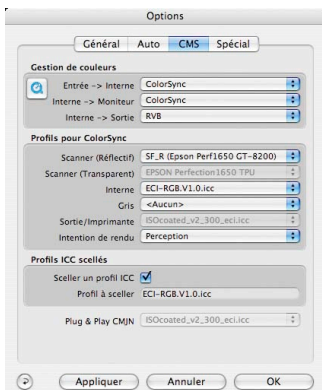 Options
Général Auto CMS Spécial
Gestion de couleurs
Entrée -> Interne ColorSync
Interne -> Moniteur ColorSync
Interne -> Sortie RVB
Profils pour ColorSync
Scanner (Réflectif) SF_R (Epson Perf1650 GT-8200)
Scanner (Transparent) EPSON Perfection1650 TPU
Interne ECI-RGB.V1.0.icc
Gris <Aucun>
Sortie/Imprimante ISOcoated_v2_300_eci.icc
Intention de rendu Perception
Profils ICC scellés
Sceller un profil ICC
Profil à sceller ECI-RGB.V1.0.icc
Plug & Play CMJN ISOcoated_v2_300_eci.icc
Appliquer Annuler OK